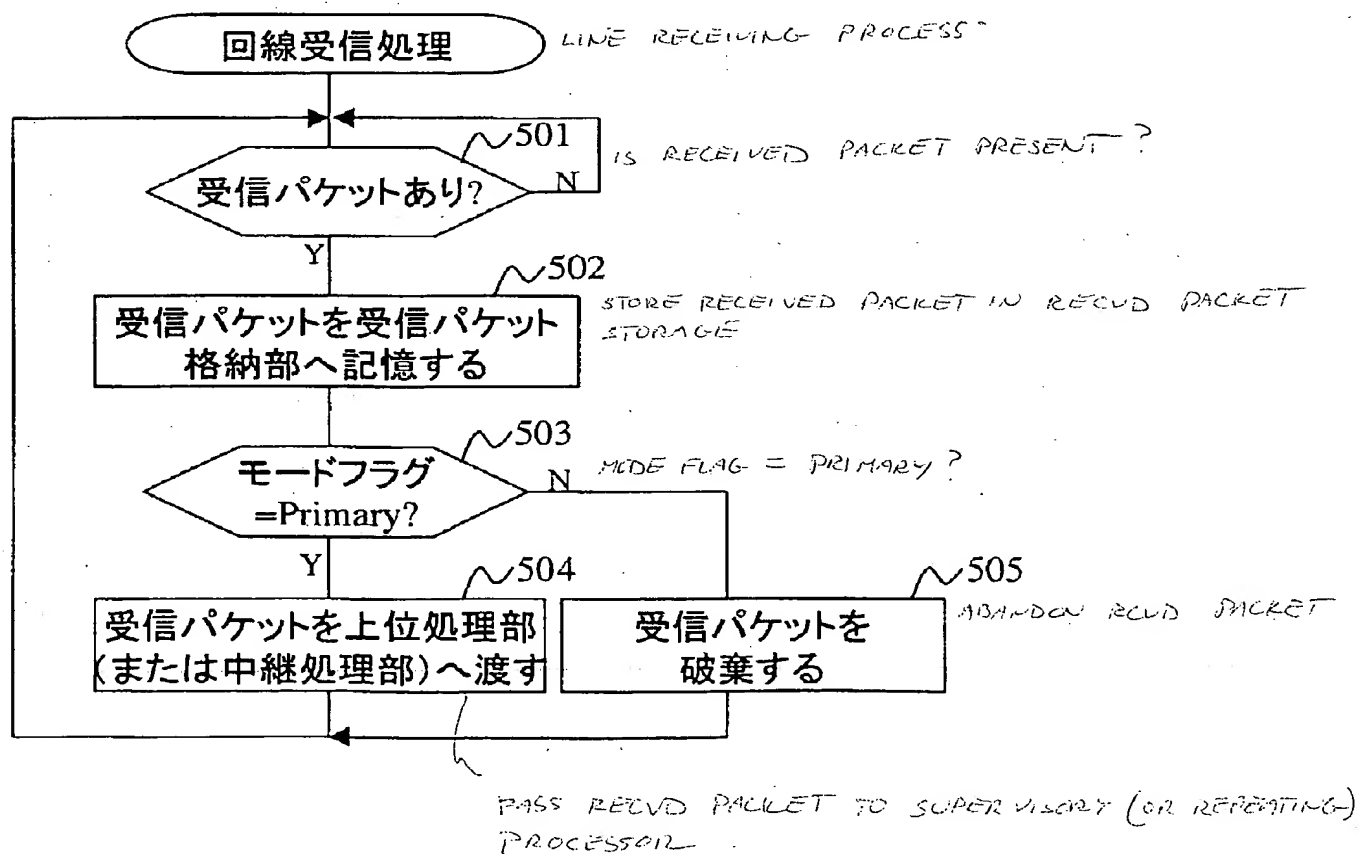 回線受信処理
LINE RECEIVING PROCESS
501
IS RECEIVED PACKET PRESENT?
受信パケットあり?
N
Y
502
STORE RECEIVED PACKET IN RECVD PACKET
STORAGE
受信パケットを受信パケット
格納部へ記憶する
503
MODE FLAG = PRIMARY?
モードフラグ
=Primary?
N
Y
504
受信パケットを上位処理部
(または中継処理部)へ渡す
505
ABANDON RCVD PACKET
受信パケットを
破棄する
PASS RECVD PACKET TO SUPERVISORY (OR REPEATING)
PROCESSOR